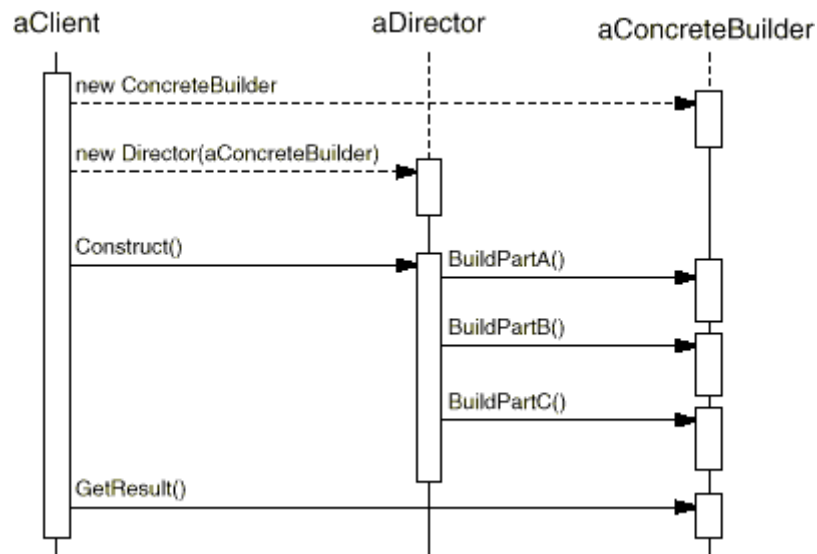 aClient
aDirector
aConcreteBuilder
new ConcreteBuilder
new Director(aConcreteBuilder)
Construct()
BuildPartA()
BuildPartB()
BuildPartC()
GetResult()